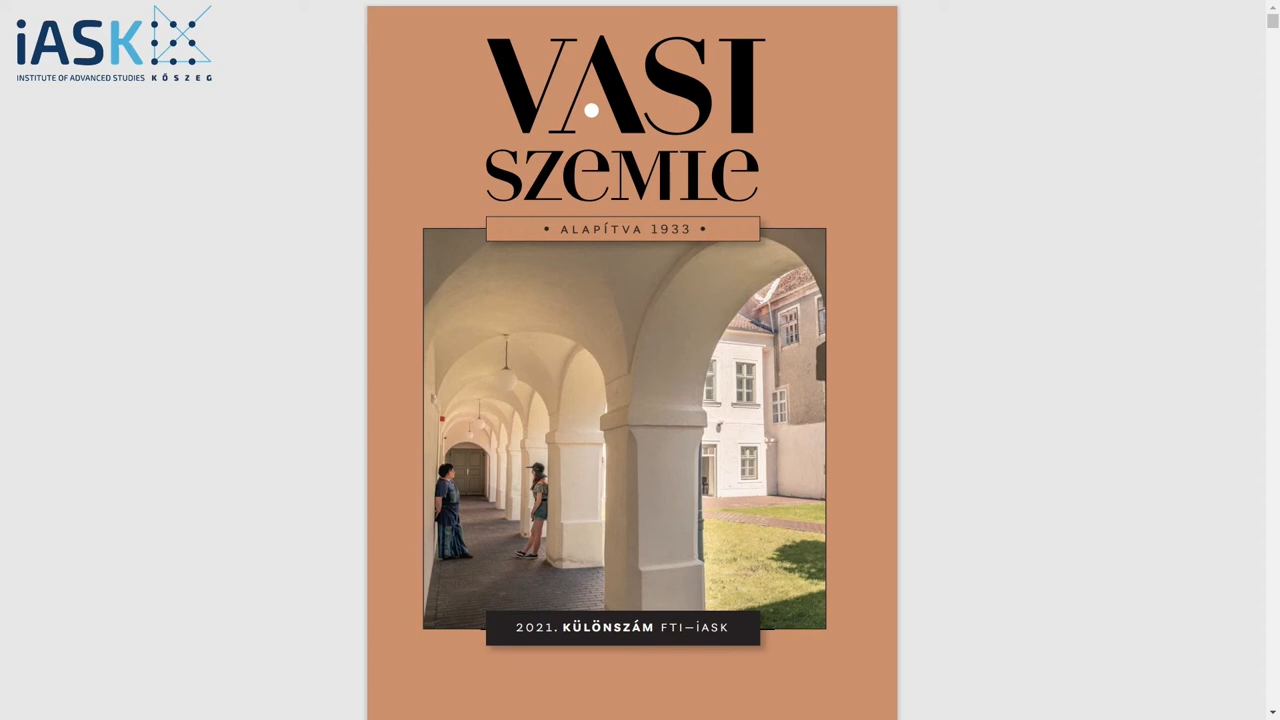 iASK
INSTITUTE OF ADVANCED STUDIES KŐSZEG
VASI
SZEMLE
• ALAPÍTVA 1933 •
2021. KÜLÖNSZÁM FTI–iASK